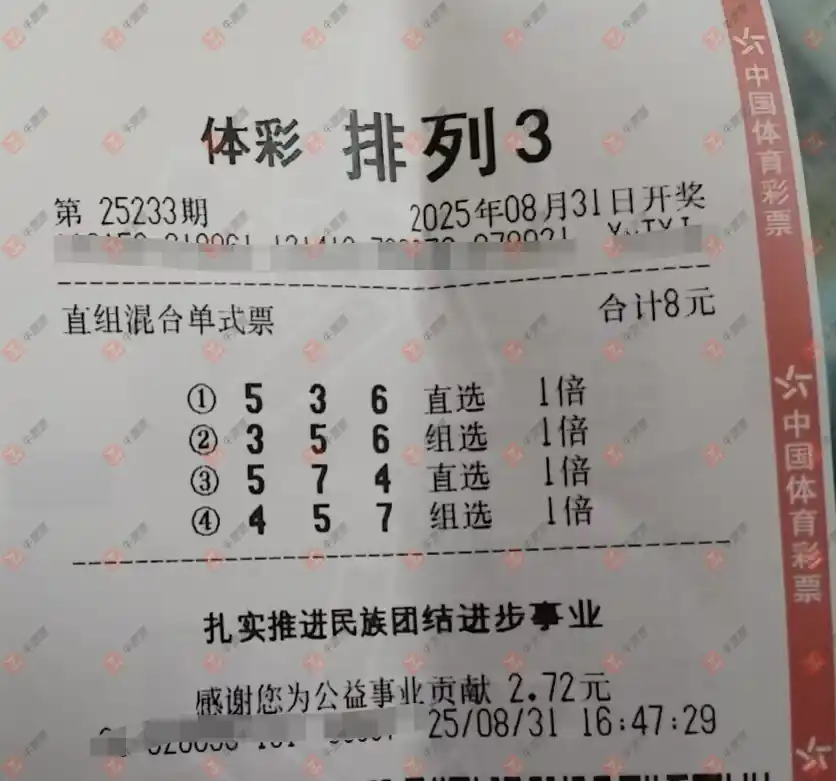 体彩 排列3
第 25233期 2025年08月31日开奖
直组混合单式票 合计8元
① 5 3 6 直选 1倍
② 3 5 6 组选 1倍
③ 5 7 4 直选 1倍
④ 4 5 7 组选 1倍
扎实推进民族团结进步事业
感谢您为公益事业贡献 2.72元
25/08/31 16:47:29
中国体育彩票
中国体育彩票